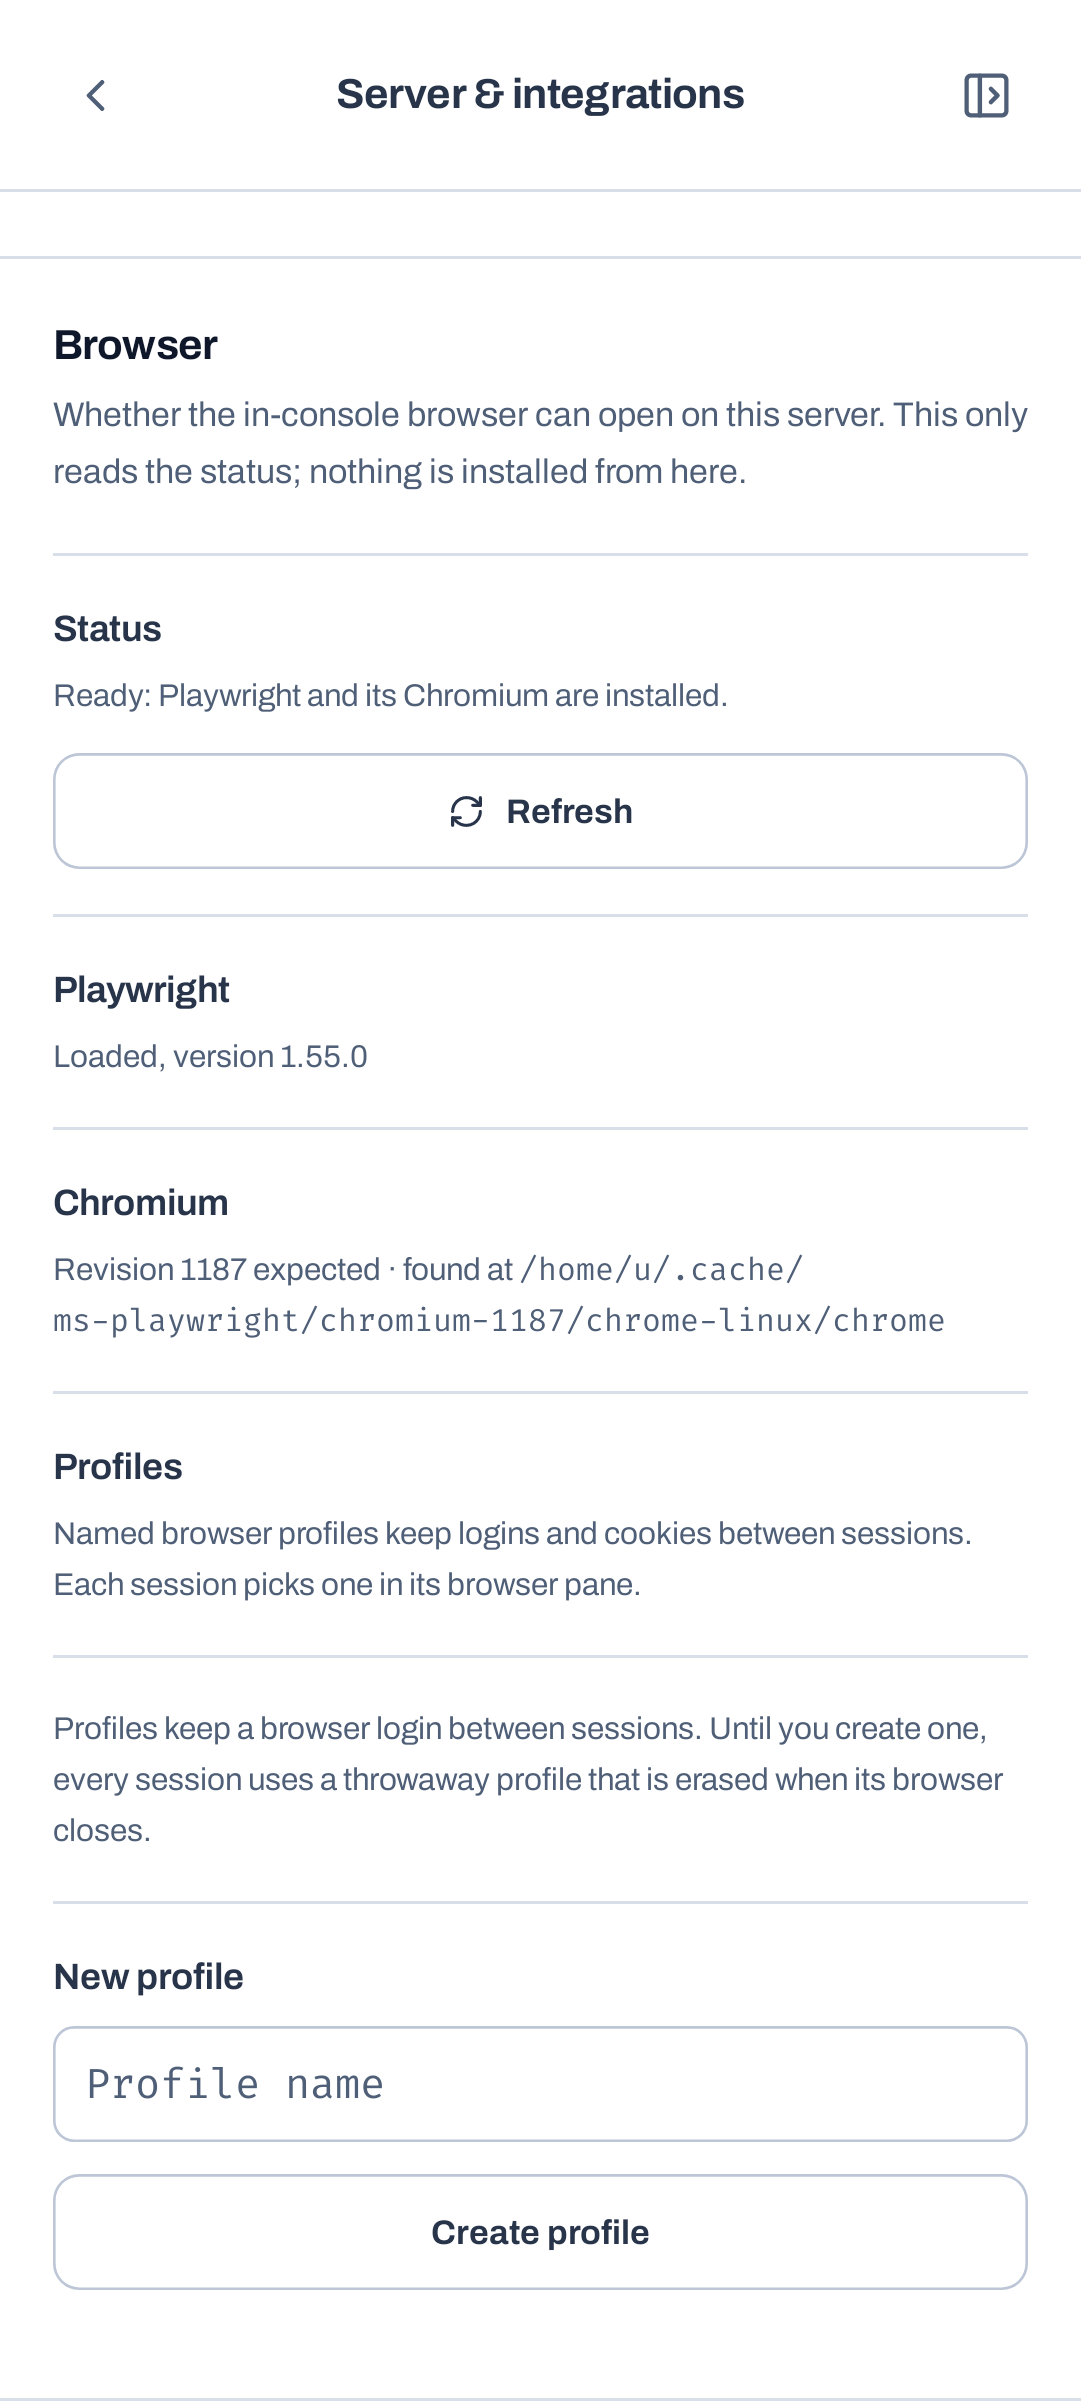 Server & integrations
Browser
Whether the in-console browser can open on this server. This only
reads the status; nothing is installed from here.
Status
Ready: Playwright and its Chromium are installed.
Refresh
Playwright
Loaded, version 1.55.0
Chromium
Revision 1187 expected · found at /home/u/.cache/
ms-playwright/chromium-1187/chrome-linux/chrome
Profiles
Named browser profiles keep logins and cookies between sessions.
Each session picks one in its browser pane.
Profiles keep a browser login between sessions. Until you create one,
every session uses a throwaway profile that is erased when its browser
closes.
New profile
Profile name
Create profile